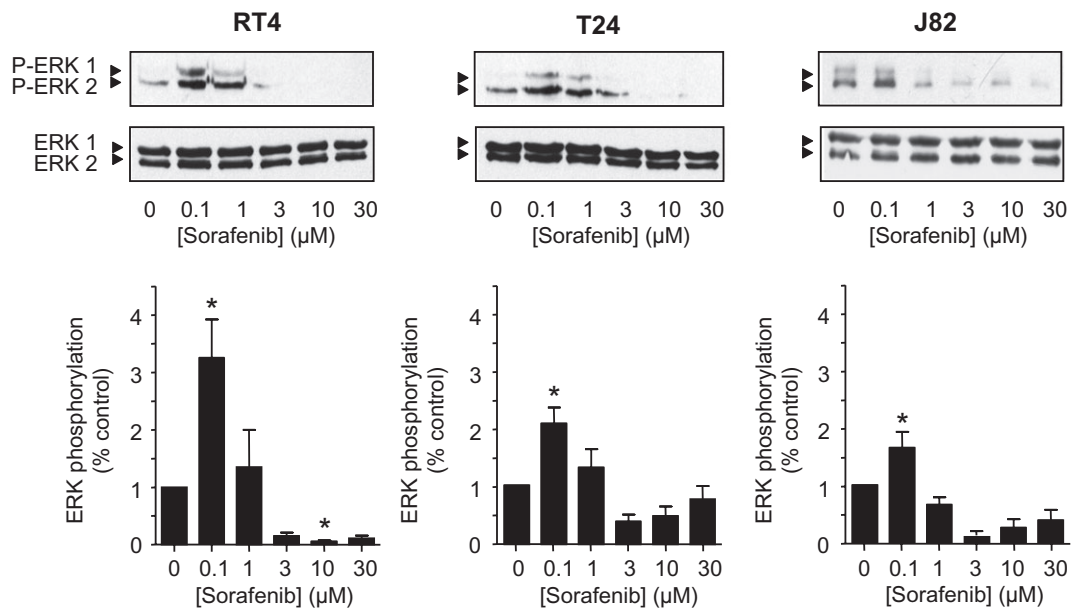 RT4
T24
J82
P-ERK 1
P-ERK 2
ERK 1
ERK 2
0 0.1 1 3 10 30
[Sorafenib] (µM)
0 0.1 1 3 10 30
[Sorafenib] (µM)
0 0.1 1 3 10 30
[Sorafenib] (µM)
ERK phosphorylation
(% control)
4
3
2
1
0
*
*
0 0.1 1 3 10 30
[Sorafenib] (µM)
ERK phosphorylation
(% control)
4
3
2
1
0
*
0 0.1 1 3 10 30
[Sorafenib] (µM)
ERK phosphorylation
(% control)
4
3
2
1
0
*
0 0.1 1 3 10 30
[Sorafenib] (µM)